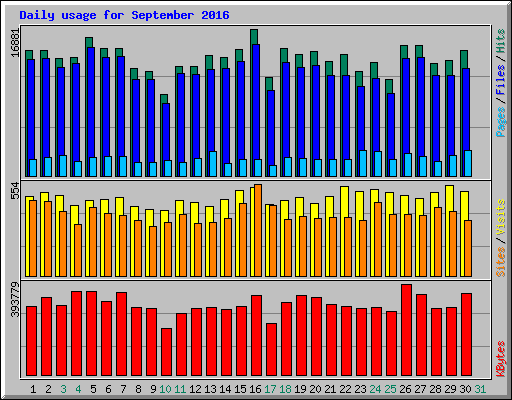 Daily usage for September 2016
16881
Pages / Files / Hits
554
Sites / Visits
393779
KBytes
1 2 3 4 5 6 7 8 9 10 11 12 13 14 15 16 17 18 19 20 21 22 23 24 25 26 27 28 29 30 31